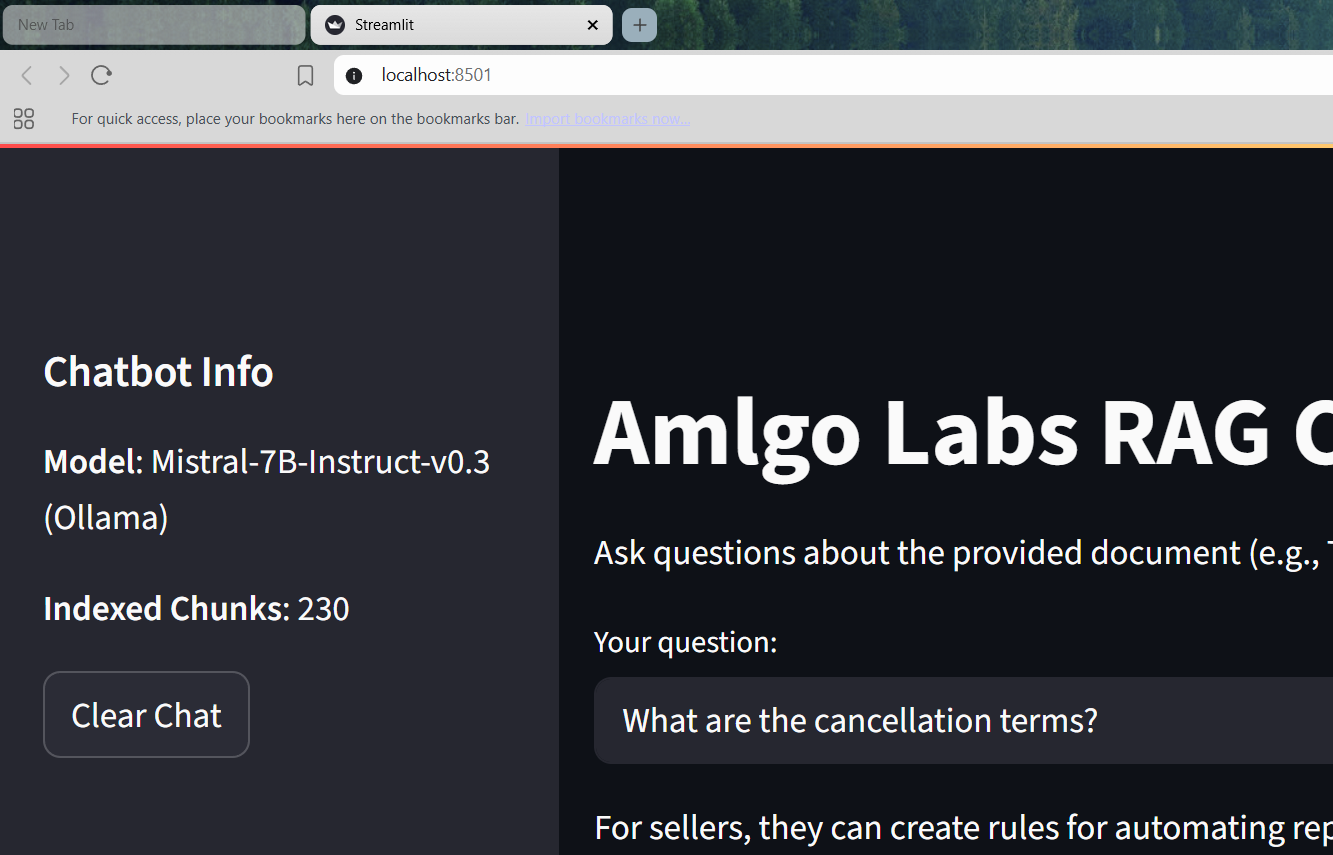 New Tab
Streamlit
localhost:8501
For quick access, place your bookmarks here on the bookmarks bar. Import bookmarks now...
Chatbot Info
Model: Mistral-7B-Instruct-v0.3
(Ollama)
Indexed Chunks: 230
Clear Chat
Amlgo Labs RAG
Ask questions about the provided document (e.g.,
Your question:
What are the cancellation terms?
For sellers, they can create rules for automating rep